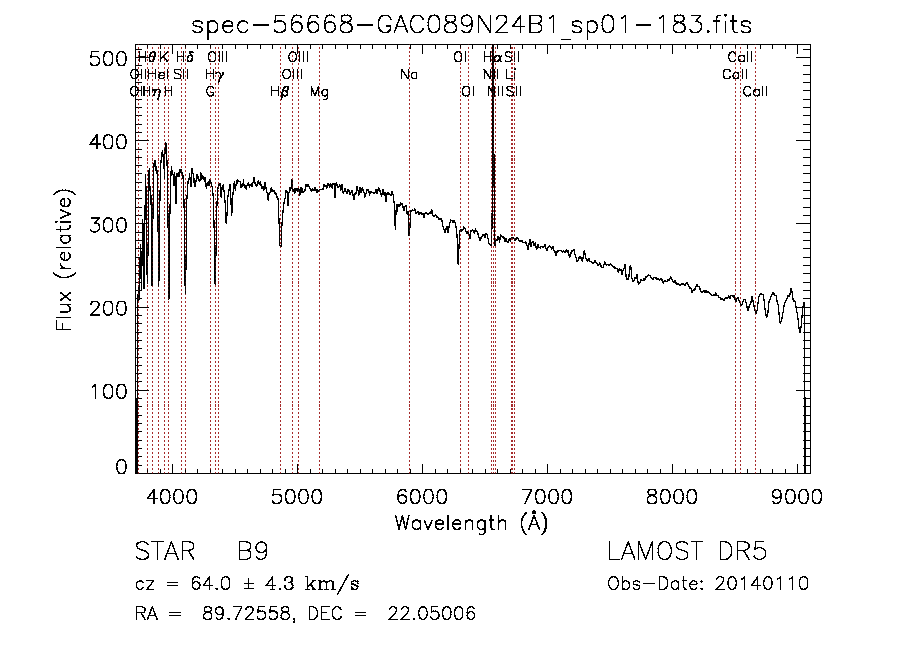 spec-56668-GAC089N24B1_sp01-183.fits
Hθ K Hδ OIII OIII OI Hα SII CaII
OII HeI SII Hγ OIII Na NII Li CaII
OII Hη H G Hβ Mg OI NII SII CaII
500
400
300
200
100
0
Flux (relative)
4000 5000 6000 7000 8000 9000
Wavelength (Å)
STAR B9 LAMOST DR5
cz = 64.0 ± 4.3 km/s Obs-Date: 20140110
RA = 89.72558, DEC = 22.05006